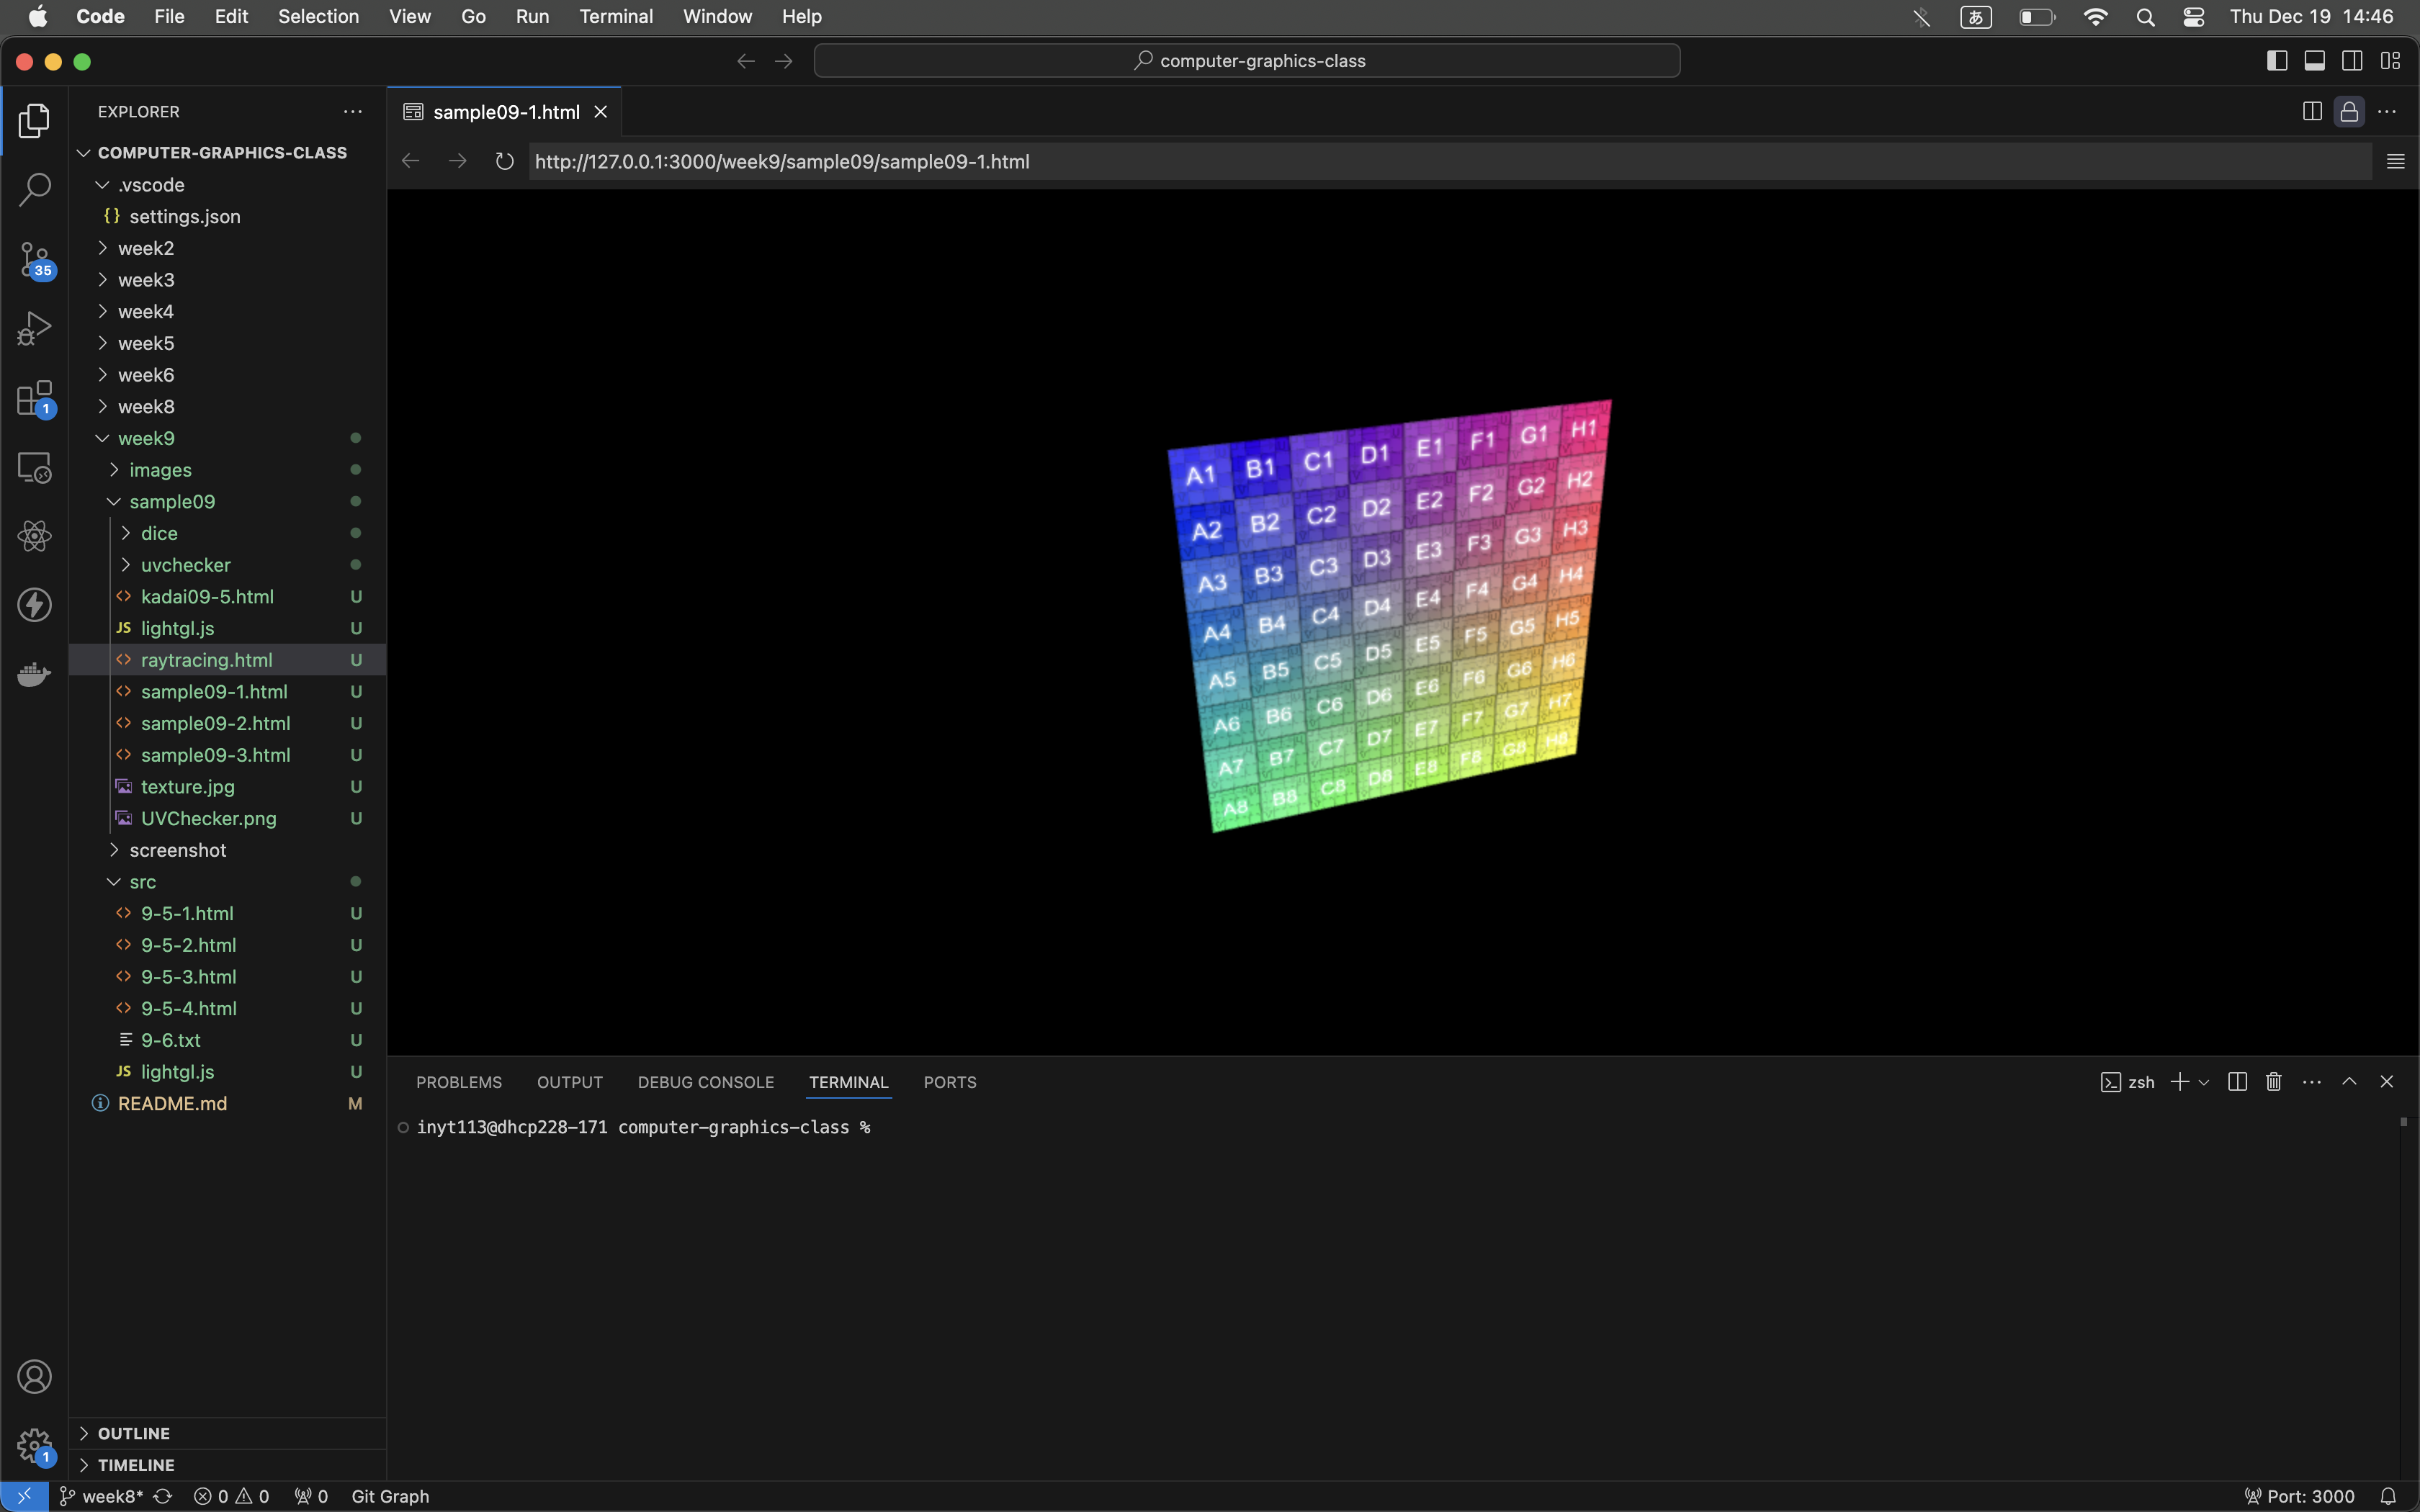 Code File Edit Selection View Go Run Terminal Window Help あ Thu Dec 19 14:46
computer-graphics-class
EXPLORER
COMPUTER-GRAPHICS-CLASS
.vscode
{} settings.json
week2
week3
week4
week5
week6
week8
week9
images
sample09
dice
uvchecker
<> kadai09-5.html U
JS lightgl.js U
<> raytracing.html U
<> sample09-1.html U
<> sample09-2.html U
<> sample09-3.html U
texture.jpg U
UVChecker.png U
screenshot
src
<> 9-5-1.html U
<> 9-5-2.html U
<> 9-5-3.html U
<> 9-5-4.html U
9-6.txt U
JS lightgl.js U
README.md M
OUTLINE
TIMELINE
35
1
1
sample09-1.html
http://127.0.0.1:3000/week9/sample09/sample09-1.html
A1 B1 C1 D1 E1 F1 G1 H1
A2 B2 C2 D2 E2 F2 G2 H2
A3 B3 C3 D3 E3 F3 G3 H3
A4 B4 C4 D4 E4 F4 G4 H4
A5 B5 C5 D5 E5 F5 G5 H5
A6 B6 C6 D6 E6 F6 G6 H6
A7 B7 C7 D7 E7 F7 G7 H7
A8 B8 C8 D8 E8 F8 G8 H8
PROBLEMS OUTPUT DEBUG CONSOLE TERMINAL PORTS zsh
inyt113@dhcp228-171 computer-graphics-class %
week8* 0 0 0 Git Graph Port: 3000